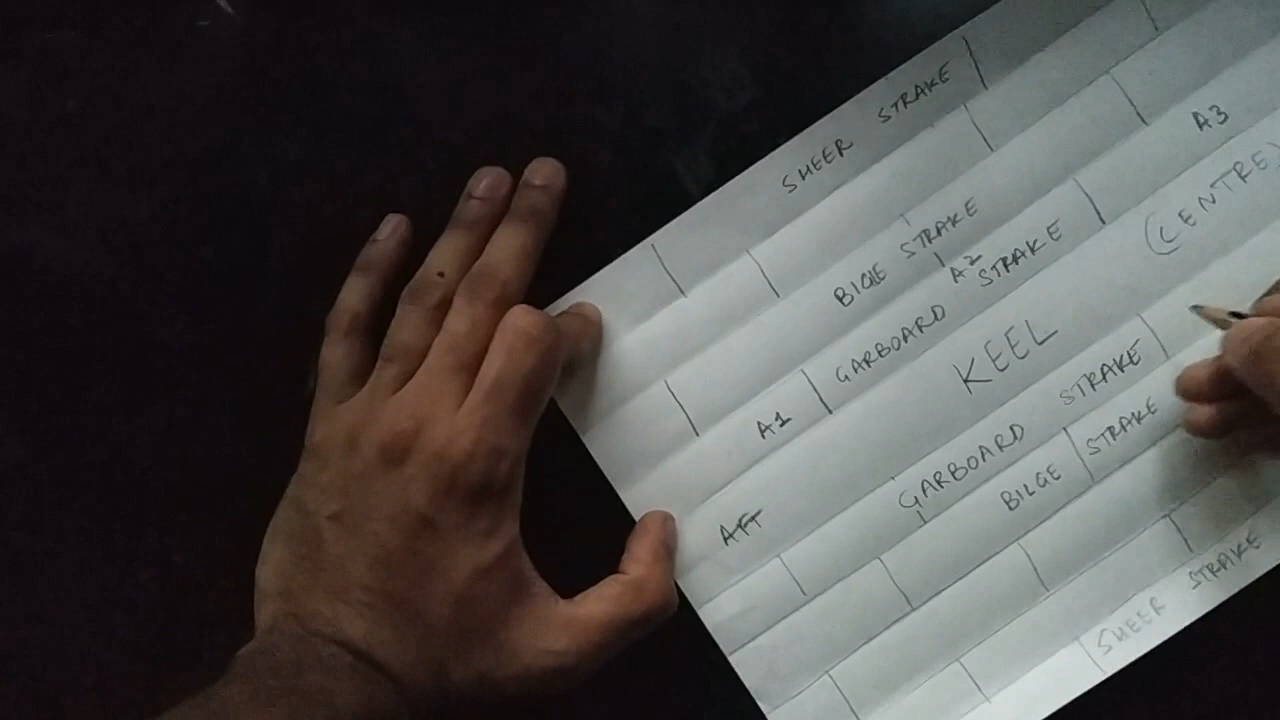 SHEER STRAKE
BIGLE STRAKE
A1 GARBOARD A2 STRAKE A3
AFT KEEL (CENTRE)
GARBOARD STRAKE
BILGE STRAKE
SHEER STRAKE